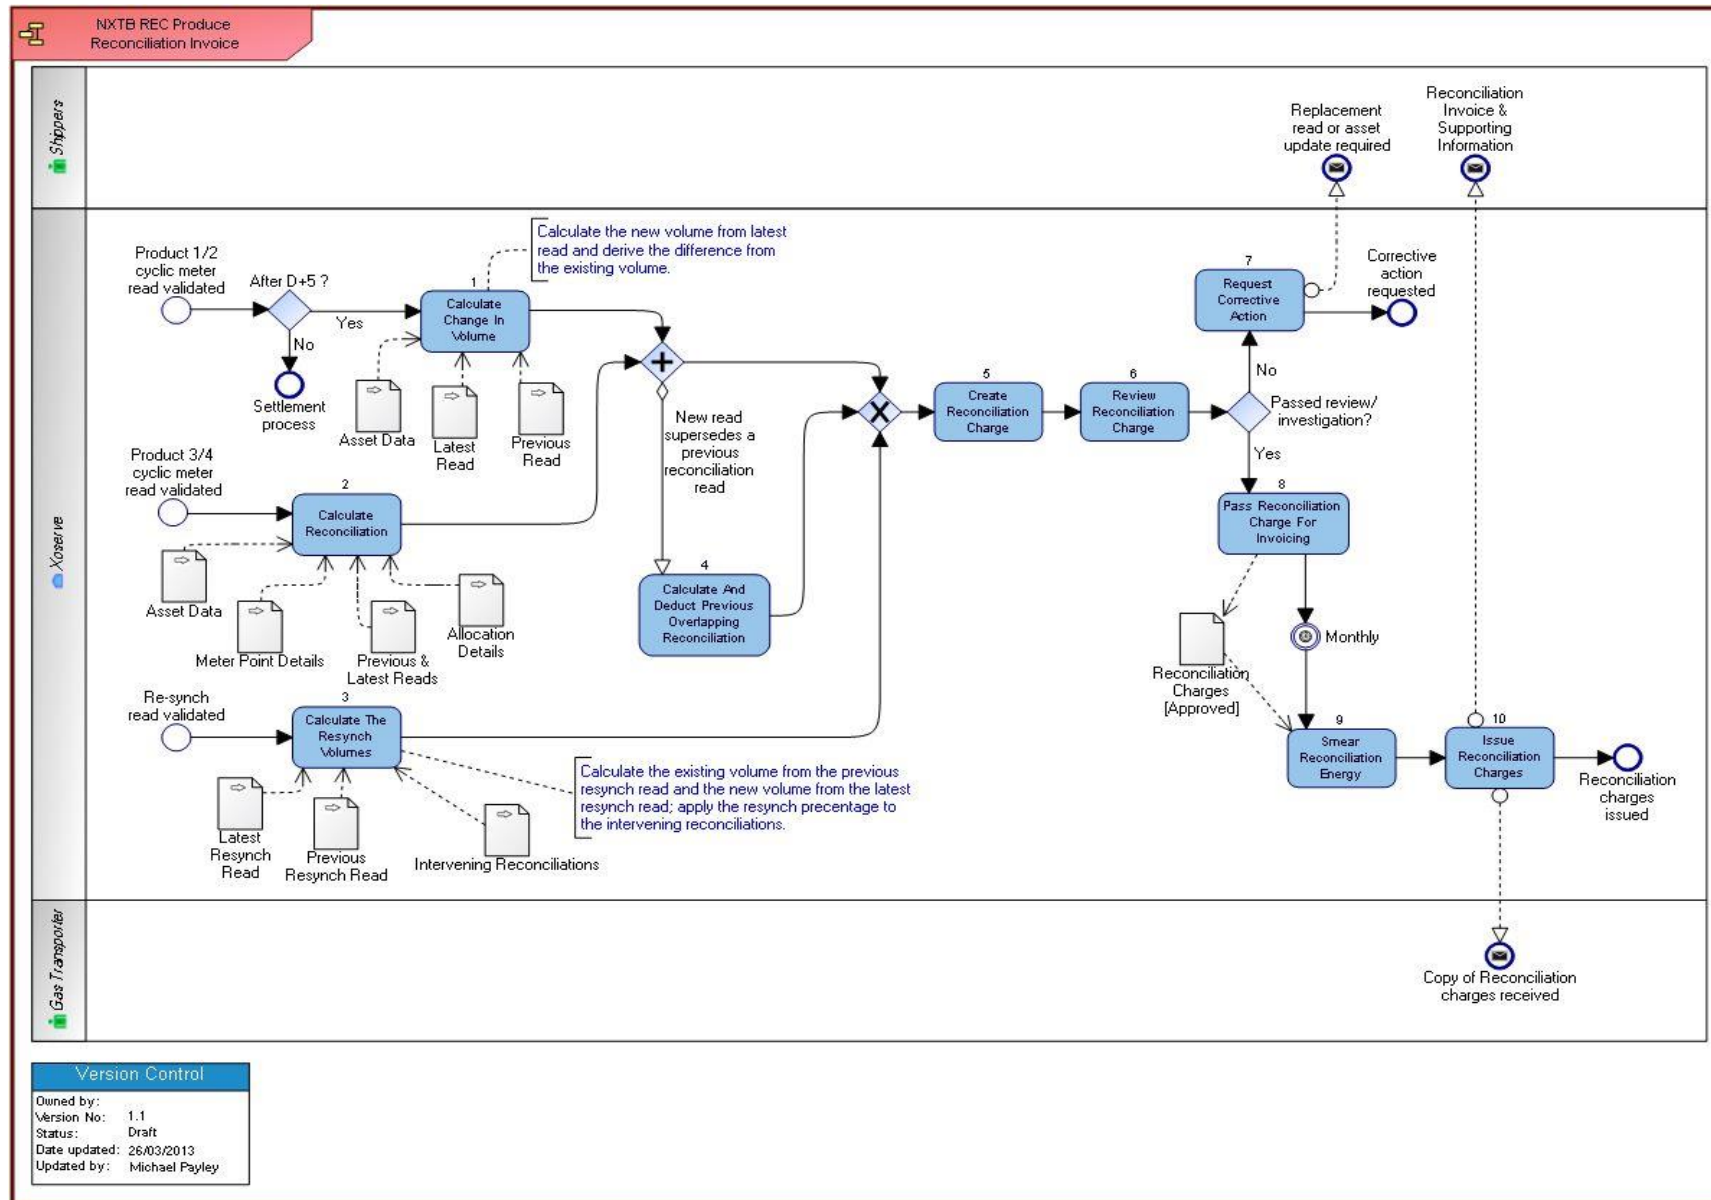 NXTB REC Produce
Reconciliation Invoice
Shippers
Replacement
read or asset
update required
Reconciliation
Invoice &
Supporting
Information
Xoserve
Product 1/2
cyclic meter
read validated
After D+5 ?
Yes
No
Settlement
process
1
Calculate
Change In
Volume
Calculate the new volume from latest
read and derive the difference from
the existing volume.
Asset Data
Latest
Read
Previous
Read
Product 3/4
cyclic meter
read validated
2
Calculate
Reconciliation
Asset Data
Meter Point Details
Previous &
Latest Reads
Allocation
Details
Re-synch
read validated
3
Calculate The
Resynch
Volumes
Latest
Resynch
Read
Previous
Resynch Read
Intervening Reconciliations
Calculate the existing volume from the previous
resynch read and the new volume from the latest
resynch read; apply the resynch precentage to
the intervening reconciliations.
New read
supersedes a
previous
reconciliation
read
4
Calculate And
Deduct Previous
Overlapping
Reconciliation
5
Create
Reconciliation
Charge
6
Review
Reconciliation
Charge
Passed review/
investigation?
No
Yes
7
Request
Corrective
Action
Corrective
action
requested
8
Pass Reconciliation
Charge For
Invoicing
Monthly
Reconciliation
Charges
[Approved]
9
Smear
Reconciliation
Energy
10
Issue
Reconciliation
Charges
Reconciliation
charges
issued
Gas Transporter
Copy of Reconciliation
charges received
Version Control
Owned by:
Version No: 1.1
Status: Draft
Date updated: 26/03/2013
Updated by: Michael Payley